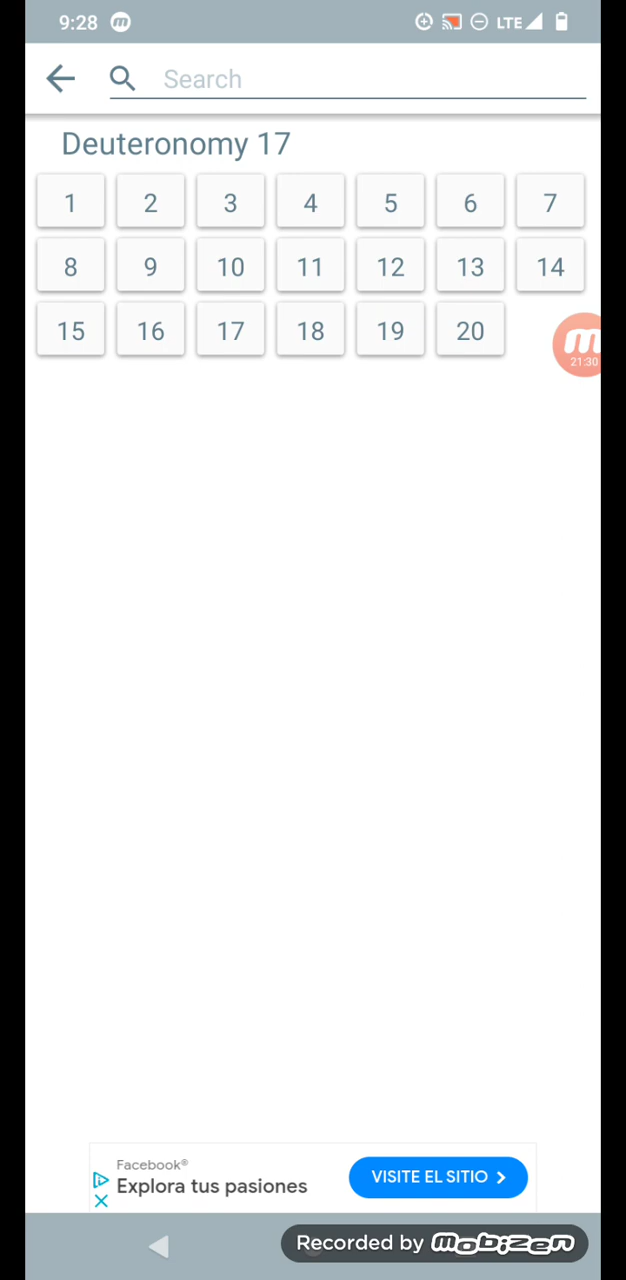 9:28 m LTE
Search
Deuteronomy 17
1 2 3 4 5 6 7
8 9 10 11 12 13 14
15 16 17 18 19 20
m
21:30
Facebook®
Explora tus pasiones
VISITE EL SITIO
Recorded by mobizen